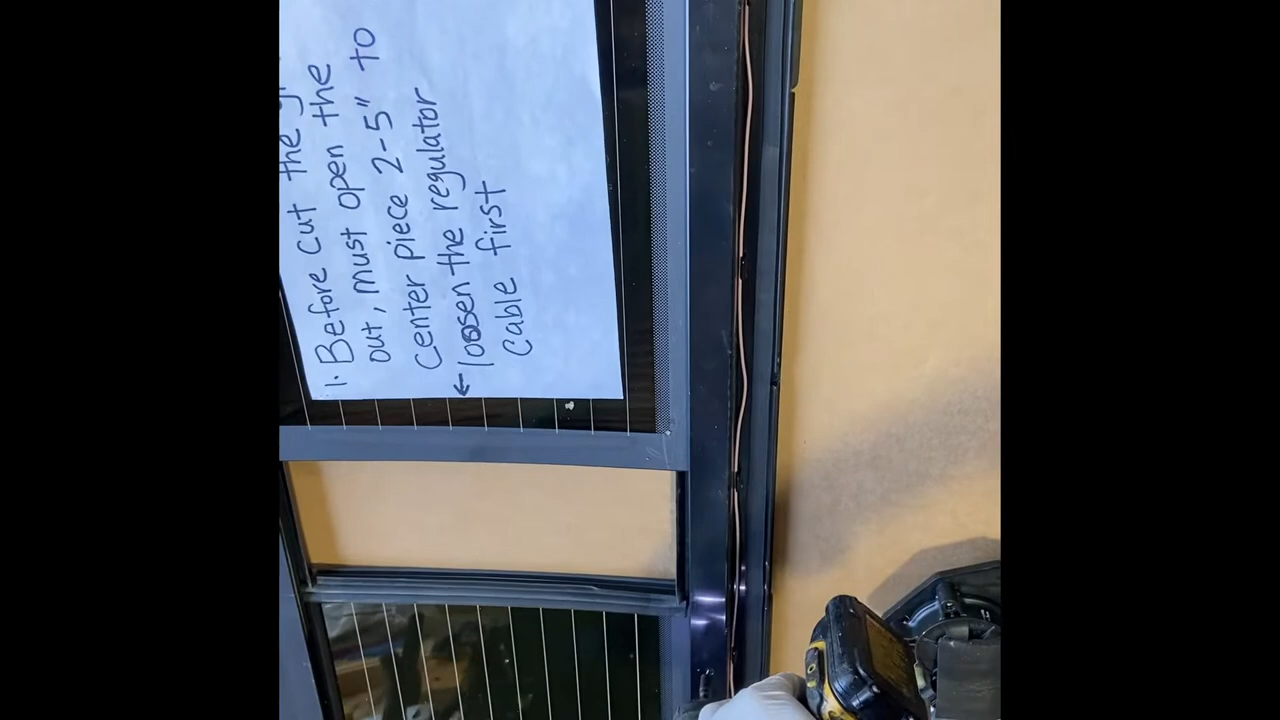 1. Before cut the
out, must open the
center piece 2-5" to
← loosen the regulator
cable first